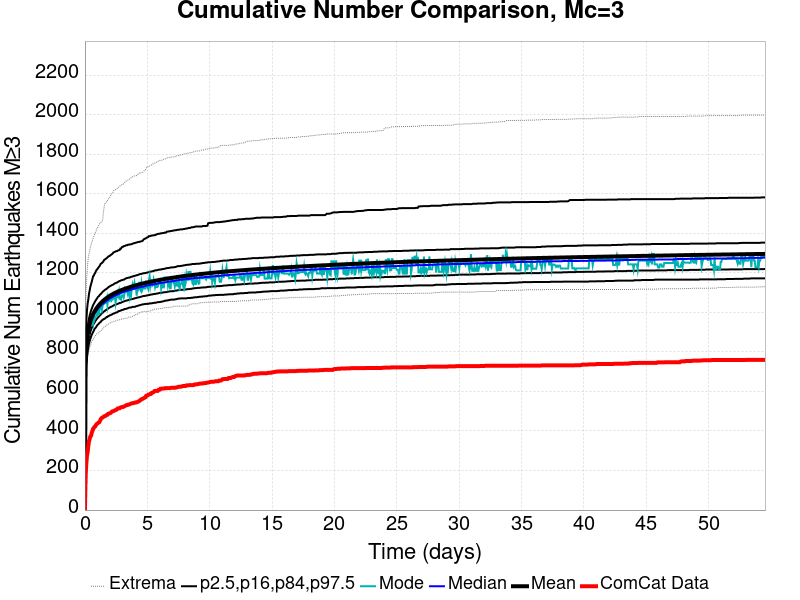 Cumulative Number Comparison, Mc=3
Cumulative Num Earthquakes M≥3
2200
2000
1800
1600
1400
1200
1000
800
600
400
200
0
0 5 10 15 20 25 30 35 40 45 50
Time (days)
Extrema p2.5,p16,p84,p97.5 Mode Median Mean ComCat Data